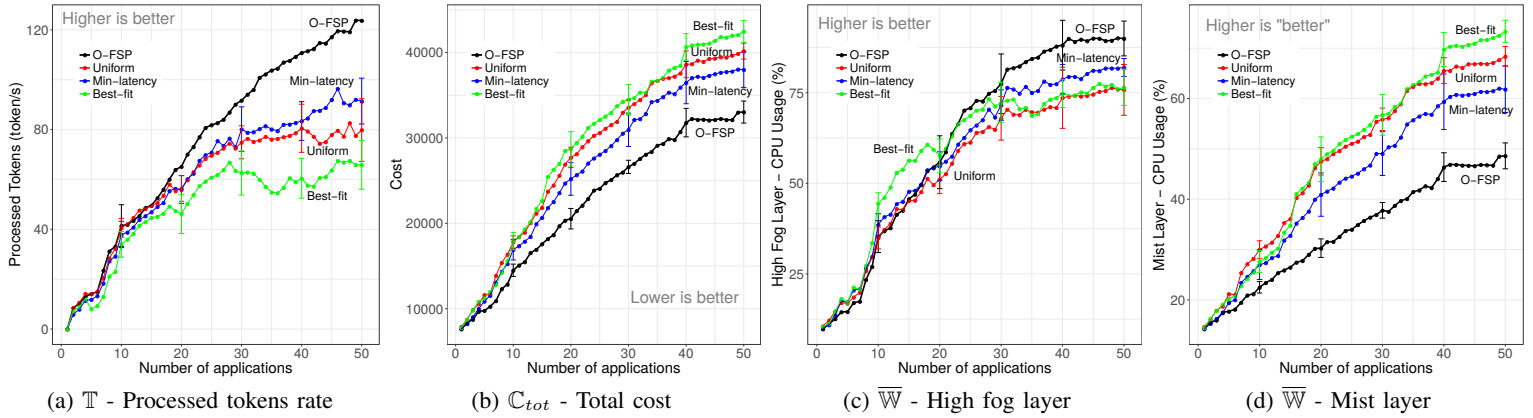 Higher is better
O-FSP
Uniform
Min-latency
Best-fit
O-FSP
Min-latency
Uniform
Best-fit
Processed Tokens (token/s)
120
80
40
0
0 10 20 30 40 50
Number of applications
(a) 𝕋 - Processed tokens rate
O-FSP
Uniform
Min-latency
Best-fit
Best-fit
Uniform
Min-latency
O-FSP
Lower is better
Cost
40000
30000
20000
10000
0 10 20 30 40 50
Number of applications
(b) ℂtot - Total cost
Higher is better
O-FSP
Uniform
Min-latency
Best-fit
O-FSP
Min-latency
Best-fit
Uniform
High Fog Layer - CPU Usage (%)
75
50
25
0 10 20 30 40 50
Number of applications
(c) 𝕎̅ - High fog layer
Higher is "better"
O-FSP
Uniform
Min-latency
Best-fit
Best-fit
Uniform
Min-latency
O-FSP
Mist Layer - CPU Usage (%)
60
40
20
0 10 20 30 40 50
Number of applications
(d) 𝕎̅ - Mist layer